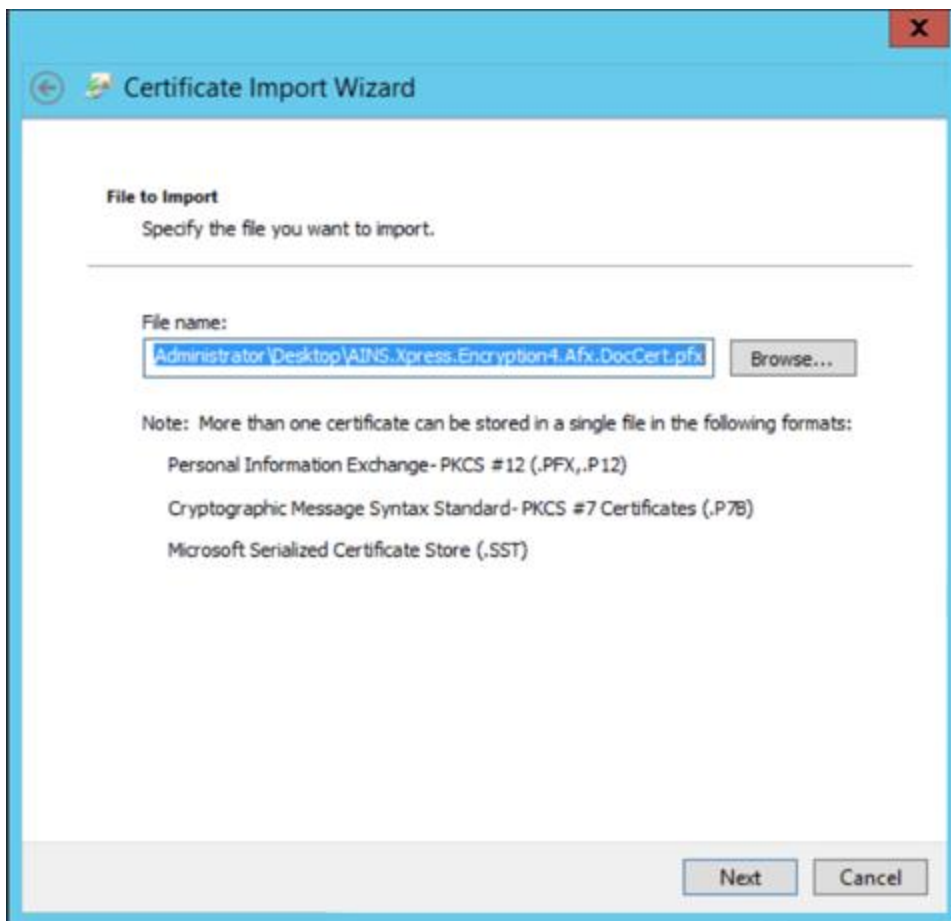 X
Certificate Import Wizard
File to Import
Specify the file you want to import.
File name:
Administrator\Desktop\AINS.Xpress.Encryption4.Afx.DocCert.pfx
Browse...
Note: More than one certificate can be stored in a single file in the following formats:
Personal Information Exchange- PKCS #12 (.PFX,.P12)
Cryptographic Message Syntax Standard- PKCS #7 Certificates (.P7B)
Microsoft Serialized Certificate Store (.SST)
Next
Cancel